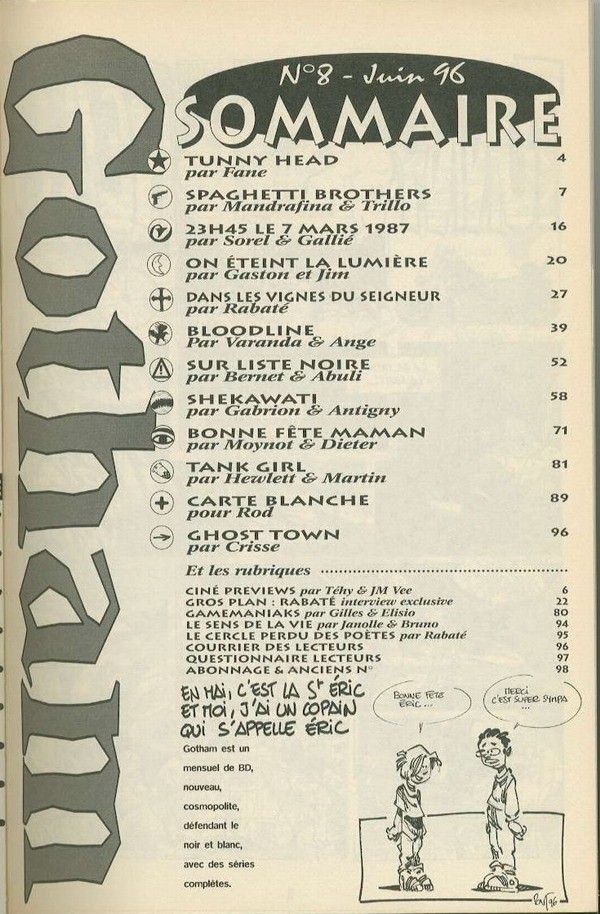 Gotham
N°8 - Juin 96
SOMMAIRE
TUNNY HEAD 4
par Fane
SPAGHETTI BROTHERS 7
par Mandrafina & Trillo
23H45 LE 7 MARS 1987 16
par Sorel & Gallié
ON ÉTEINT LA LUMIÈRE 20
par Gaston et Jim
DANS LES VIGNES DU SEIGNEUR 27
par Rabaté
BLOODLINE 39
Par Varanda & Ange
SUR LISTE NOIRE 52
par Bernet & Abuli
SHEKAWATI 58
par Gabrion & Antigny
BONNE FÊTE MAMAN 71
par Moynot & Dieter
TANK GIRL 81
par Hewlett & Martin
CARTE BLANCHE 89
pour Rod
GHOST TOWN 96
par Crisse
Et les rubriques
CINÉ PREVIEWS par Téhy & JM Vee 6
GROS PLAN : RABATÉ interview exclusive 22
GAMEMANIAKS par Gilles & Elisio 80
LE SENS DE LA VIE par Janolle & Bruno 94
LE CERCLE PERDU DES POÈTES par Rabaté 95
COURRIER DES LECTEURS 96
QUESTIONNAIRE LECTEURS 97
ABONNAGE & ANCIENS N° 98
EN MAI, C'EST LA St ÉRIC
ET MOI, J'AI UN COPAIN
QUI S'APPELLE ÉRIC
BONNE FÊTE
ÉRIC...
MERCI
C'EST SUPER SYMPA
...
Gotham est un
mensuel de BD,
nouveau,
cosmopolite,
défendant le
noir et blanc,
avec des séries
complètes.